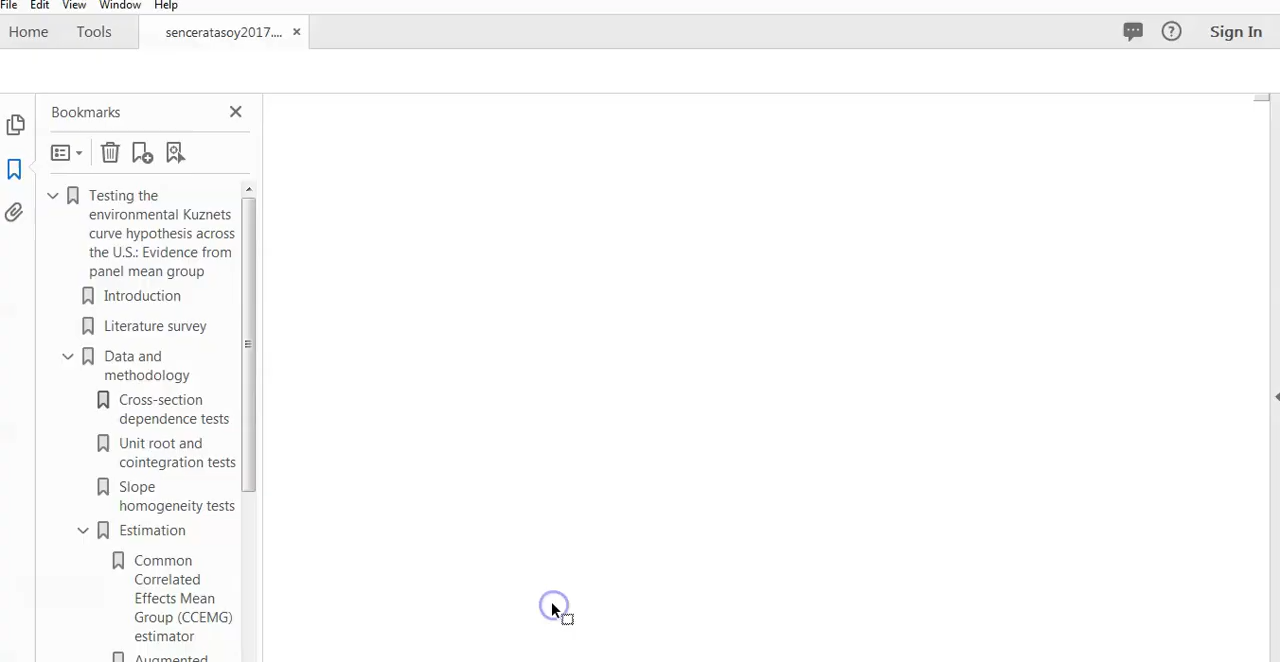 File Edit View Window Help
Home Tools senceratasoy2017.... × Sign In
Bookmarks
Testing the
environmental Kuznets
curve hypothesis across
the U.S.: Evidence from
panel mean group
Introduction
Literature survey
Data and
methodology
Cross-section
dependence tests
Unit root and
cointegration tests
Slope
homogeneity tests
Estimation
Common
Correlated
Effects Mean
Group (CCEMG)
estimator
Augmented